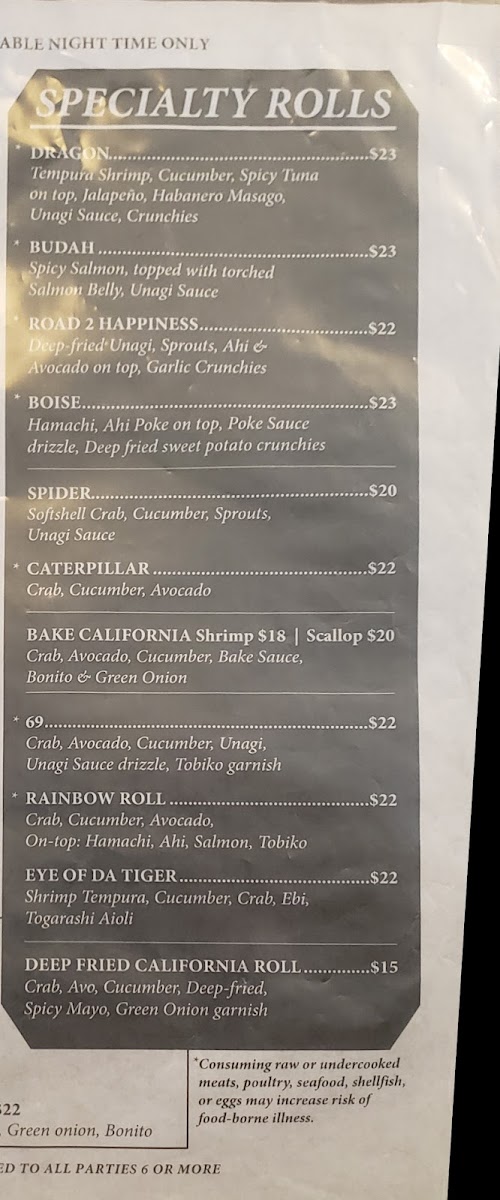 ABLE NIGHT TIME ONLY
SPECIALTY ROLLS
* DRAGON....................$23
Tempura Shrimp, Cucumber, Spicy Tuna
on top, Jalapeño, Habanero Masago,
Unagi Sauce, Crunchies
* BUDAH....................$23
Spicy Salmon, topped with torched
Salmon Belly, Unagi Sauce
* ROAD 2 HAPPINESS....................$22
Deep-fried Unagi, Sprouts, Ahi &
Avocado on top, Garlic Crunchies
* BOISE....................$23
Hamachi, Ahi Poke on top, Poke Sauce
drizzle, Deep fried sweet potato crunchies
SPIDER....................$20
Softshell Crab, Cucumber, Sprouts,
Unagi Sauce
* CATERPILLAR....................$22
Crab, Cucumber, Avocado
BAKE CALIFORNIA Shrimp $18 | Scallop $20
Crab, Avocado, Cucumber, Bake Sauce,
Bonito & Green Onion
* 69....................$22
Crab, Avocado, Cucumber, Unagi,
Unagi Sauce drizzle, Tobiko garnish
* RAINBOW ROLL....................$22
Crab, Cucumber, Avocado,
On-top: Hamachi, Ahi, Salmon, Tobiko
EYE OF DA TIGER....................$22
Shrimp Tempura, Cucumber, Crab, Ebi,
Togarashi Aioli
DEEP FRIED CALIFORNIA ROLL.............$15
Crab, Avo, Cucumber, Deep-fried,
Spicy Mayo, Green Onion garnish
*Consuming raw or undercooked
meats, poultry, seafood, shellfish,
or eggs may increase risk of
food-borne illness.
$22
, Green onion, Bonito
ED TO ALL PARTIES 6 OR MORE